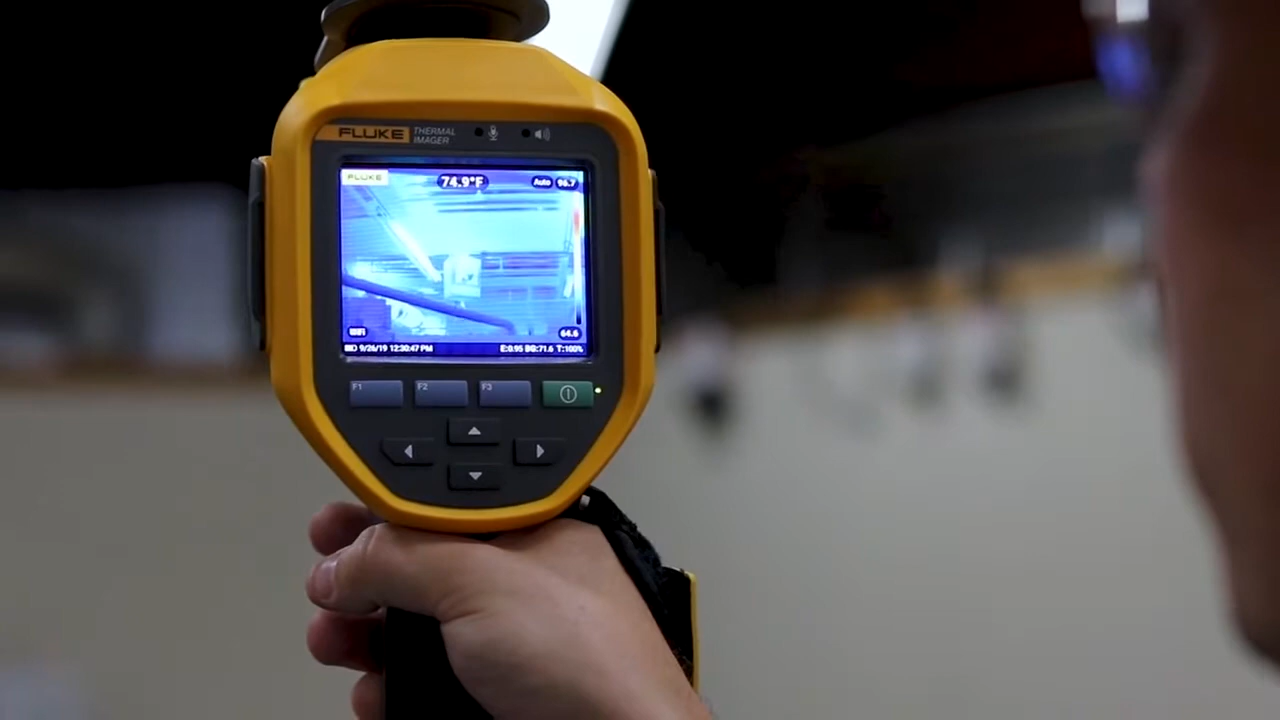 FLUKE THERMAL IMAGER
FLUKE 74.9°F Auto 96.7
WiFi 64.6
9/26/19 12:30:47 PM E:0.95 BG:71.6 T:100%
F1 F2 F3